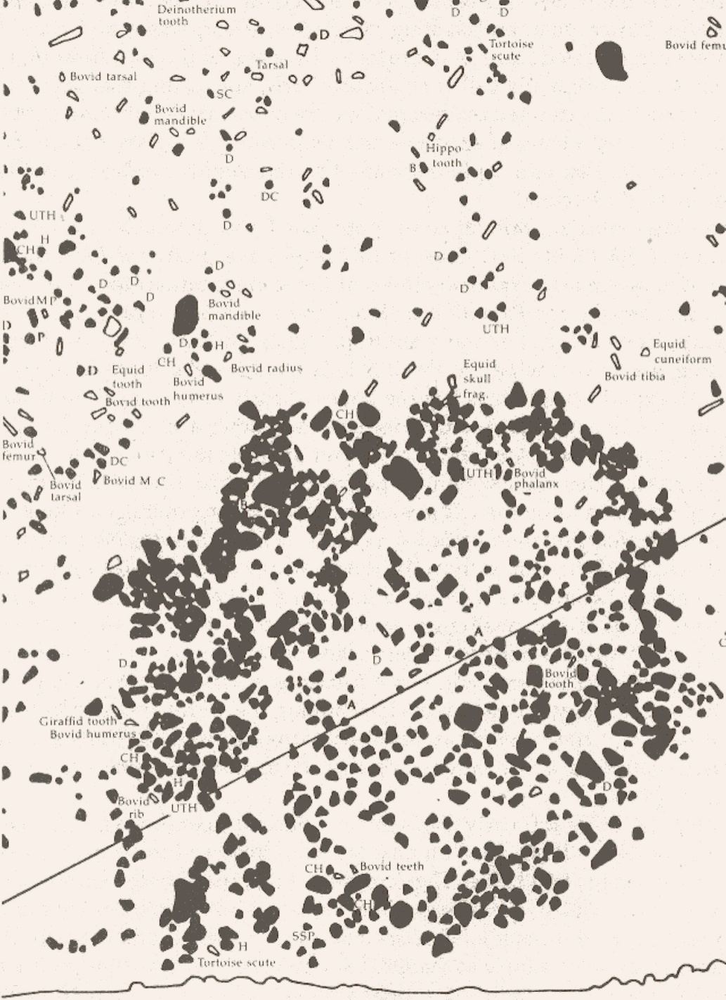 Deinotherium
tooth
D
D
D
Tortoise
scute
Bovid
Tarsal
Bovid tarsal
SC
Bovid
mandible
D
Hippo
tooth
B
DC
UTH
D
H
CH
D
D
D
D
D
D
Bovid M P
Bovid
mandible
UTH
D
P
D
H
CH
Equid
cuneiform
D
Equid
tooth
Bovid radius
Bovid
humerus
Equid
skull
frag.
Bovid tibia
Bovid tooth
CH
Bovid
femur
DC
Bovid M C
Bovid
tarsal
UTH
Bovid
phalanx
B
A
D
D
Bovid
tooth
A
Giraffid tooth
Bovid humerus
CH
H
D
Bovid
rib
UTH
CH
Bovid teeth
CH
SSP
H
Tortoise scute